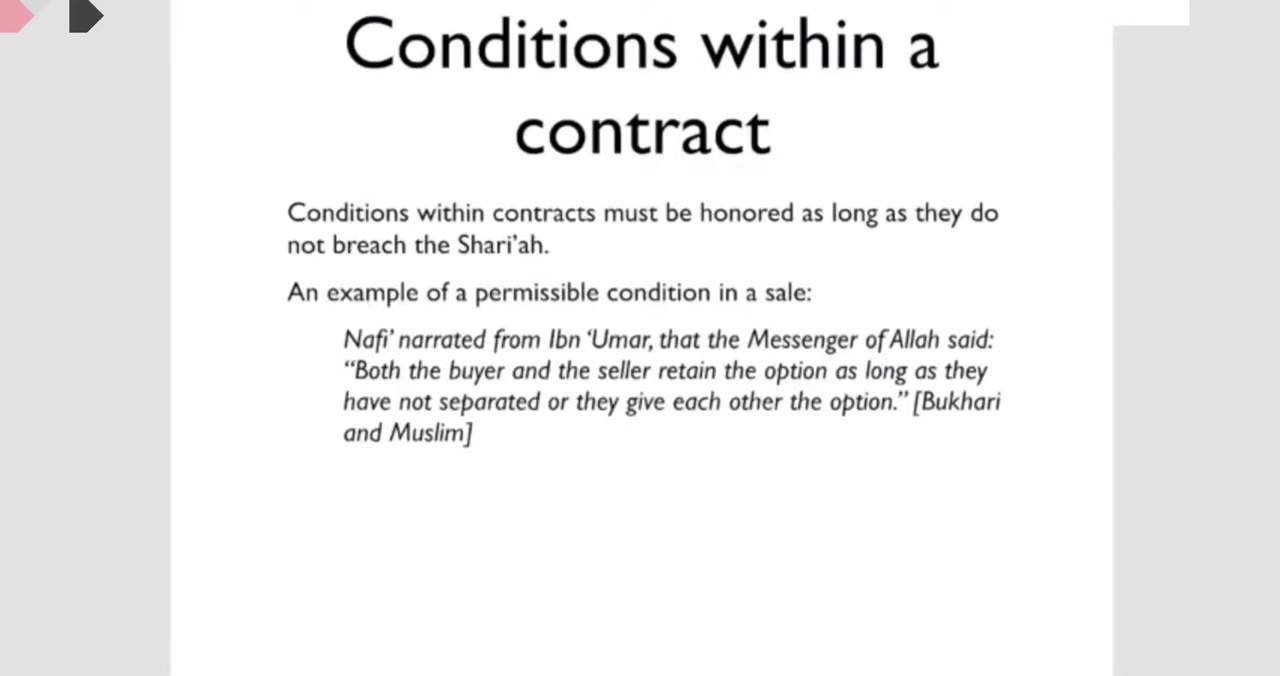 Conditions within a
contract
Conditions within contracts must be honored as long as they do
not breach the Shari’ah.
An example of a permissible condition in a sale:
Nafi’ narrated from Ibn ‘Umar, that the Messenger of Allah said:
“Both the buyer and the seller retain the option as long as they
have not separated or they give each other the option.” [Bukhari
and Muslim]